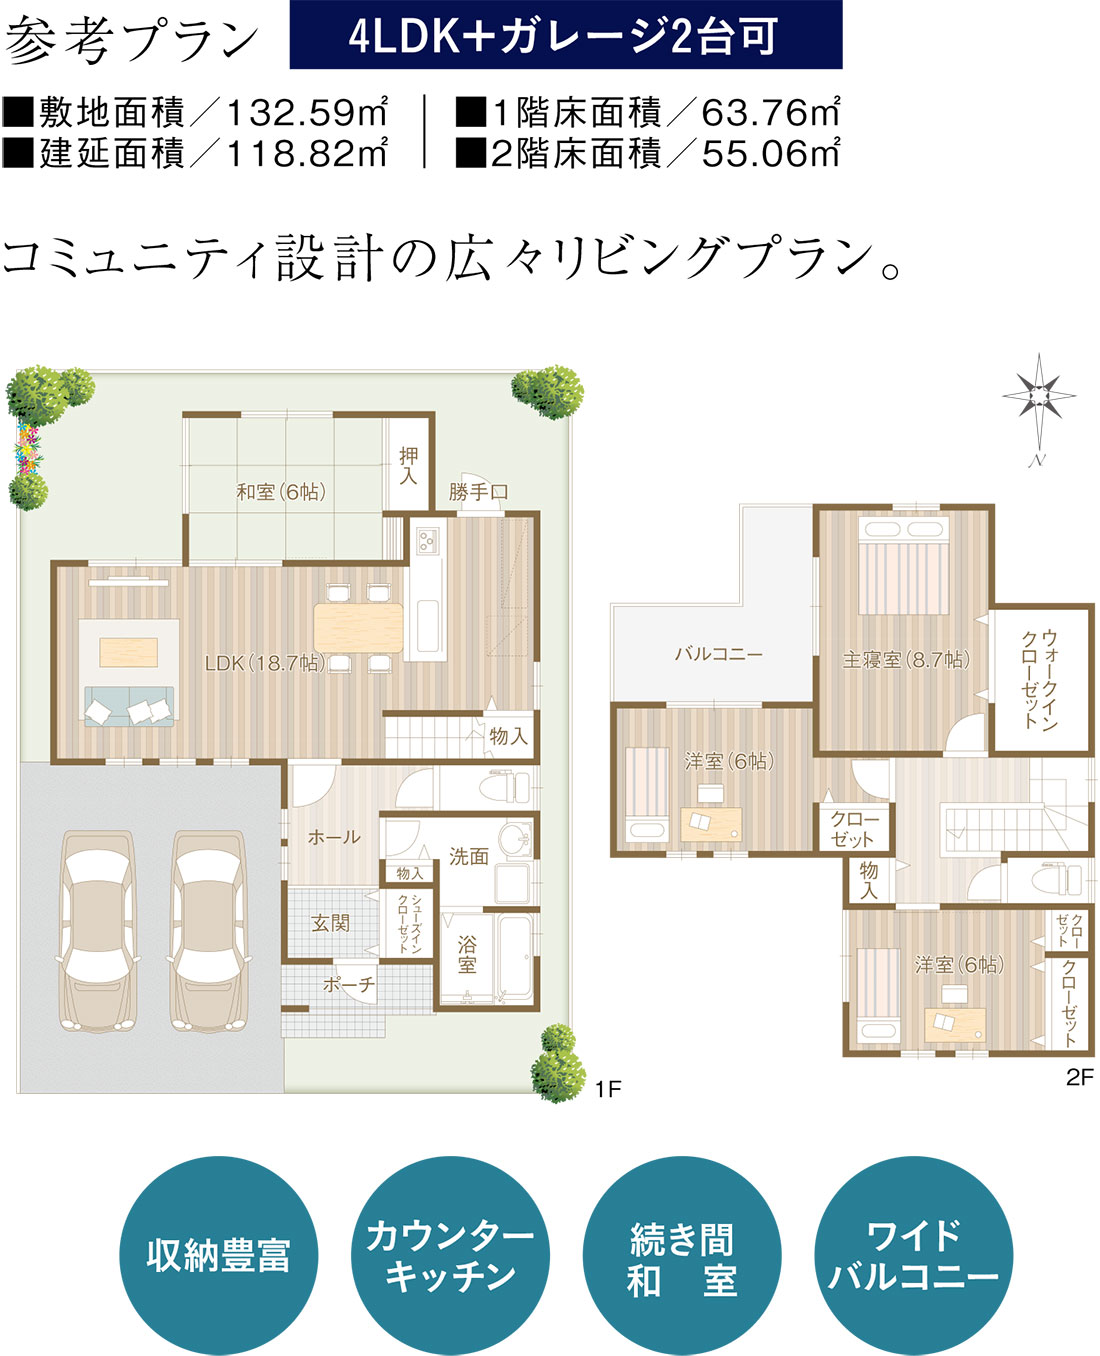 参考プラン
4LDK＋ガレージ2台可
■敷地面積／132.59㎡
■建延面積／118.82㎡
■1階床面積／63.76㎡
■2階床面積／55.06㎡
コミュニティ設計の広々リビングプラン。
N
押入
和室（6帖）
勝手口
LDK（18.7帖）
物入
ホール
洗面
物入
玄関
シューズイン
クローゼット
浴室
ポーチ
1F
バルコニー
主寝室（8.7帖）
ウォークイン
クローゼット
洋室（6帖）
クロー
ゼット
物入
洋室（6帖）
クロー
ゼット
クローゼット
2F
収納豊富
カウンター
キッチン
続き間
和　室
ワイド
バルコニー